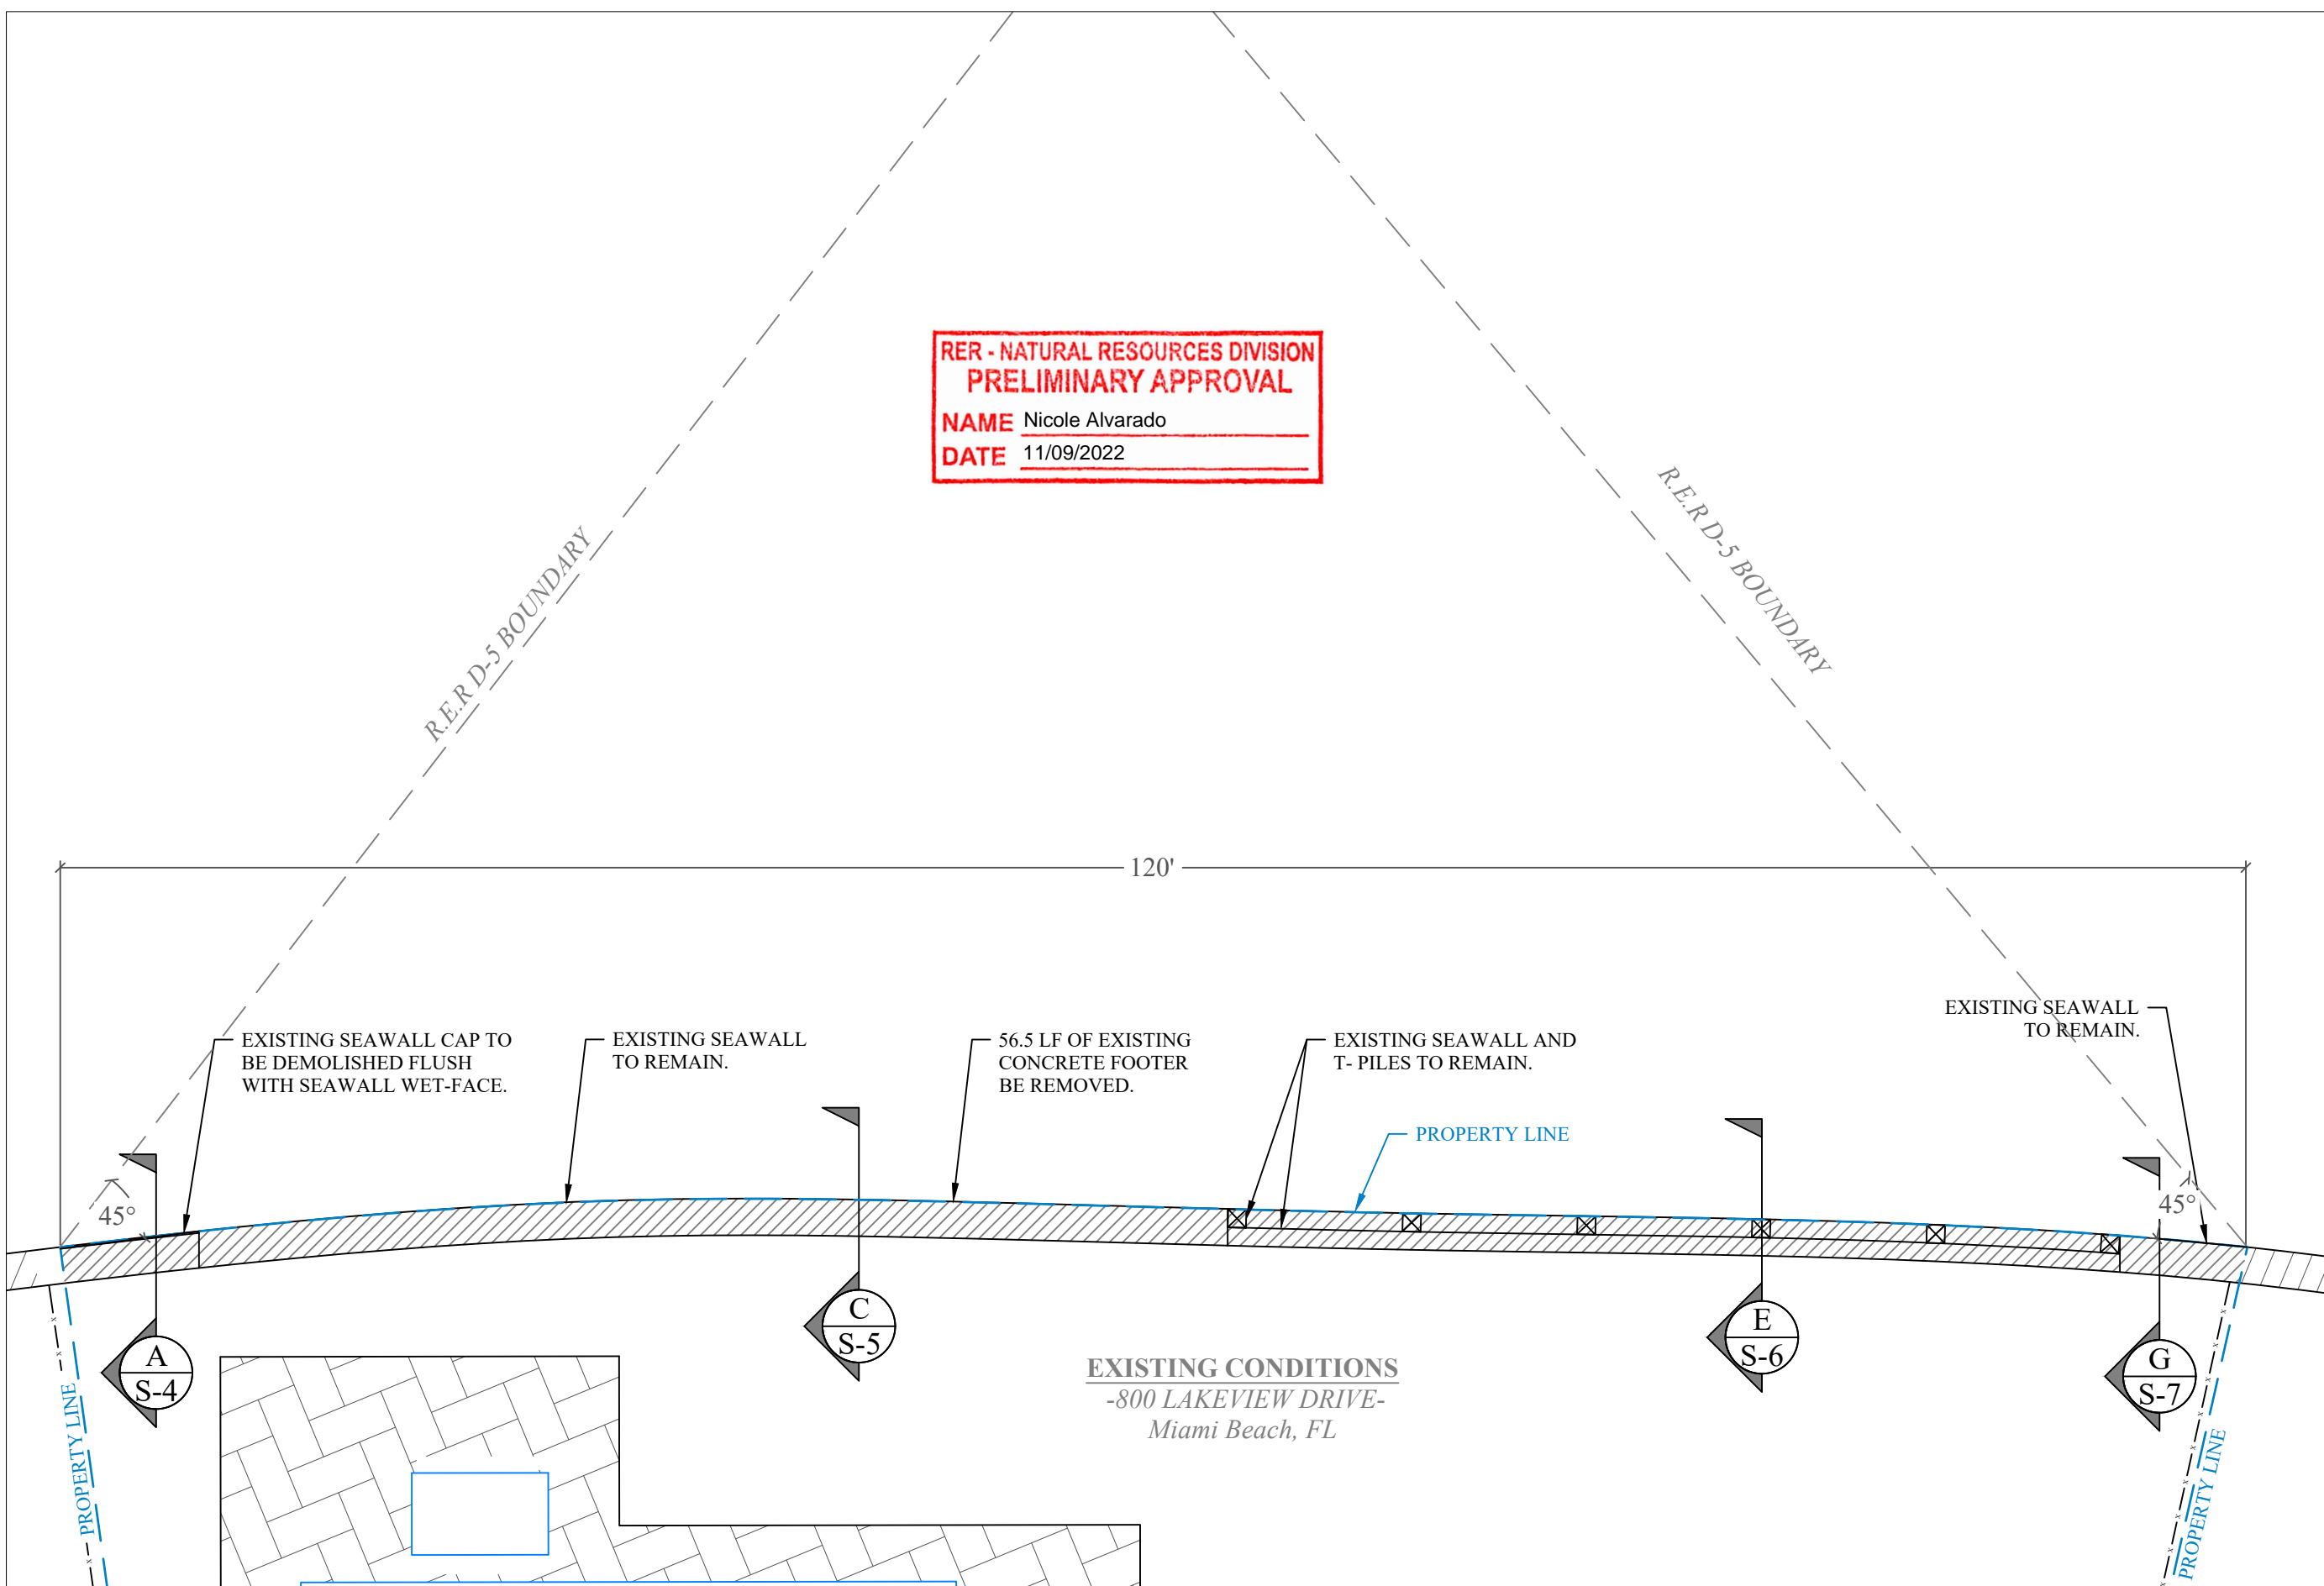 RER - NATURAL RESOURCES DIVISION
PRELIMINARY APPROVAL
NAME Nicole Alvarado
DATE 11/09/2022
R.E.R D-5 BOUNDARY
R.E.R D-5 BOUNDARY
120'
EXISTING SEAWALL CAP TO
BE DEMOLISHED FLUSH
WITH SEAWALL WET-FACE.
EXISTING SEAWALL
TO REMAIN.
56.5 LF OF EXISTING
CONCRETE FOOTER
BE REMOVED.
EXISTING SEAWALL AND
T- PILES TO REMAIN.
EXISTING SEAWALL
TO REMAIN.
PROPERTY LINE
45°
45°
A
S-4
C
S-5
E
S-6
G
S-7
EXISTING CONDITIONS
-800 LAKEVIEW DRIVE-
Miami Beach, FL
PROPERTY LINE
PROPERTY LINE